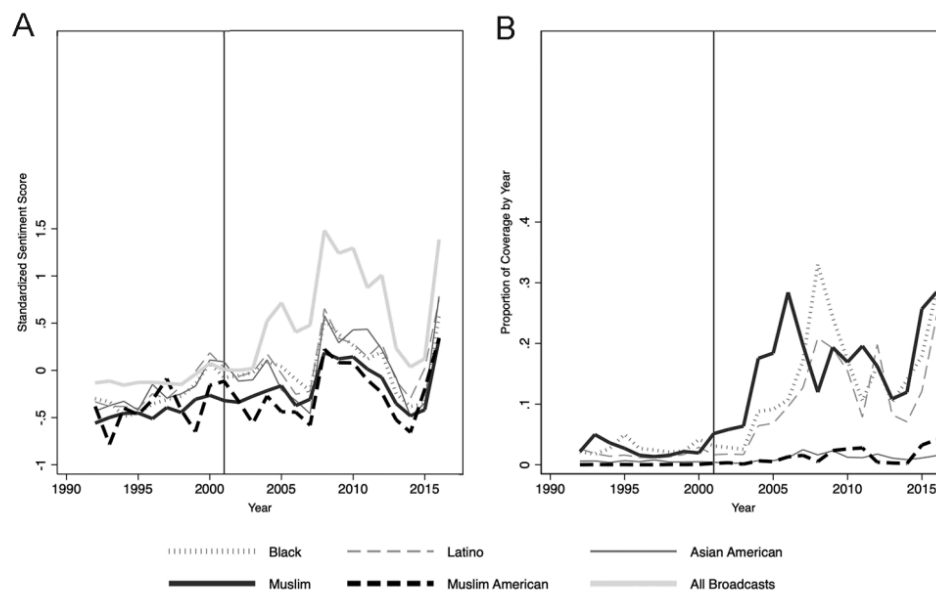 A
B
Standardized Sentiment Score
1.5
1
.5
0
-.5
-1
1990
1995
2000
2005
2010
2015
Year
Proportion of Coverage by Year
.4
.3
.2
.1
0
1990
1995
2000
2005
2010
2015
Year
Black
Latino
Asian American
Muslim
Muslim American
All Broadcasts